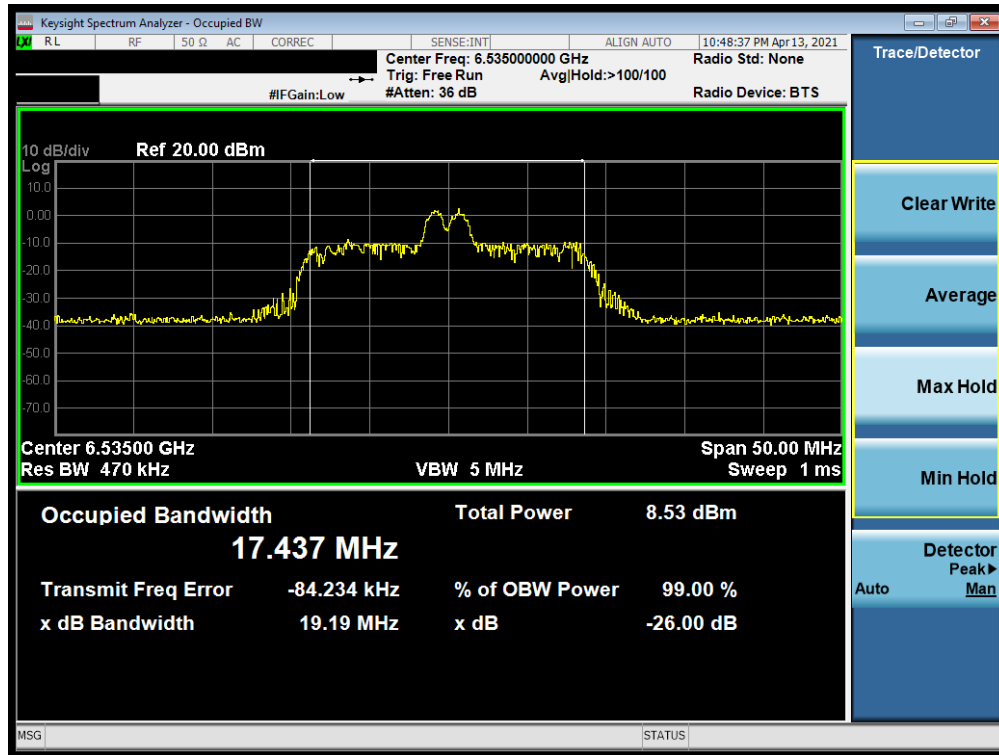 Keysight Spectrum Analyzer - Occupied BW
LXI RL RF 50 Ω AC CORREC SENSE:INT ALIGN AUTO 10:48:37 PM Apr 13, 2021
Center Freq: 6.535000000 GHz Radio Std: None
Trig: Free Run Avg|Hold:>100/100
#IFGain:Low #Atten: 36 dB Radio Device: BTS
10 dB/div Ref 20.00 dBm
Log
10.0
0.00
-10.0
-20.0
-30.0
-40.0
-50.0
-60.0
-70.0
Center 6.53500 GHz Span 50.00 MHz
Res BW 470 kHz VBW 5 MHz Sweep 1 ms
Occupied Bandwidth Total Power 8.53 dBm
17.437 MHz
Transmit Freq Error -84.234 kHz % of OBW Power 99.00 %
x dB Bandwidth 19.19 MHz x dB -26.00 dB
MSG STATUS
Trace/Detector
Clear Write
Average
Max Hold
Min Hold
Detector
Peak▶
Auto Man